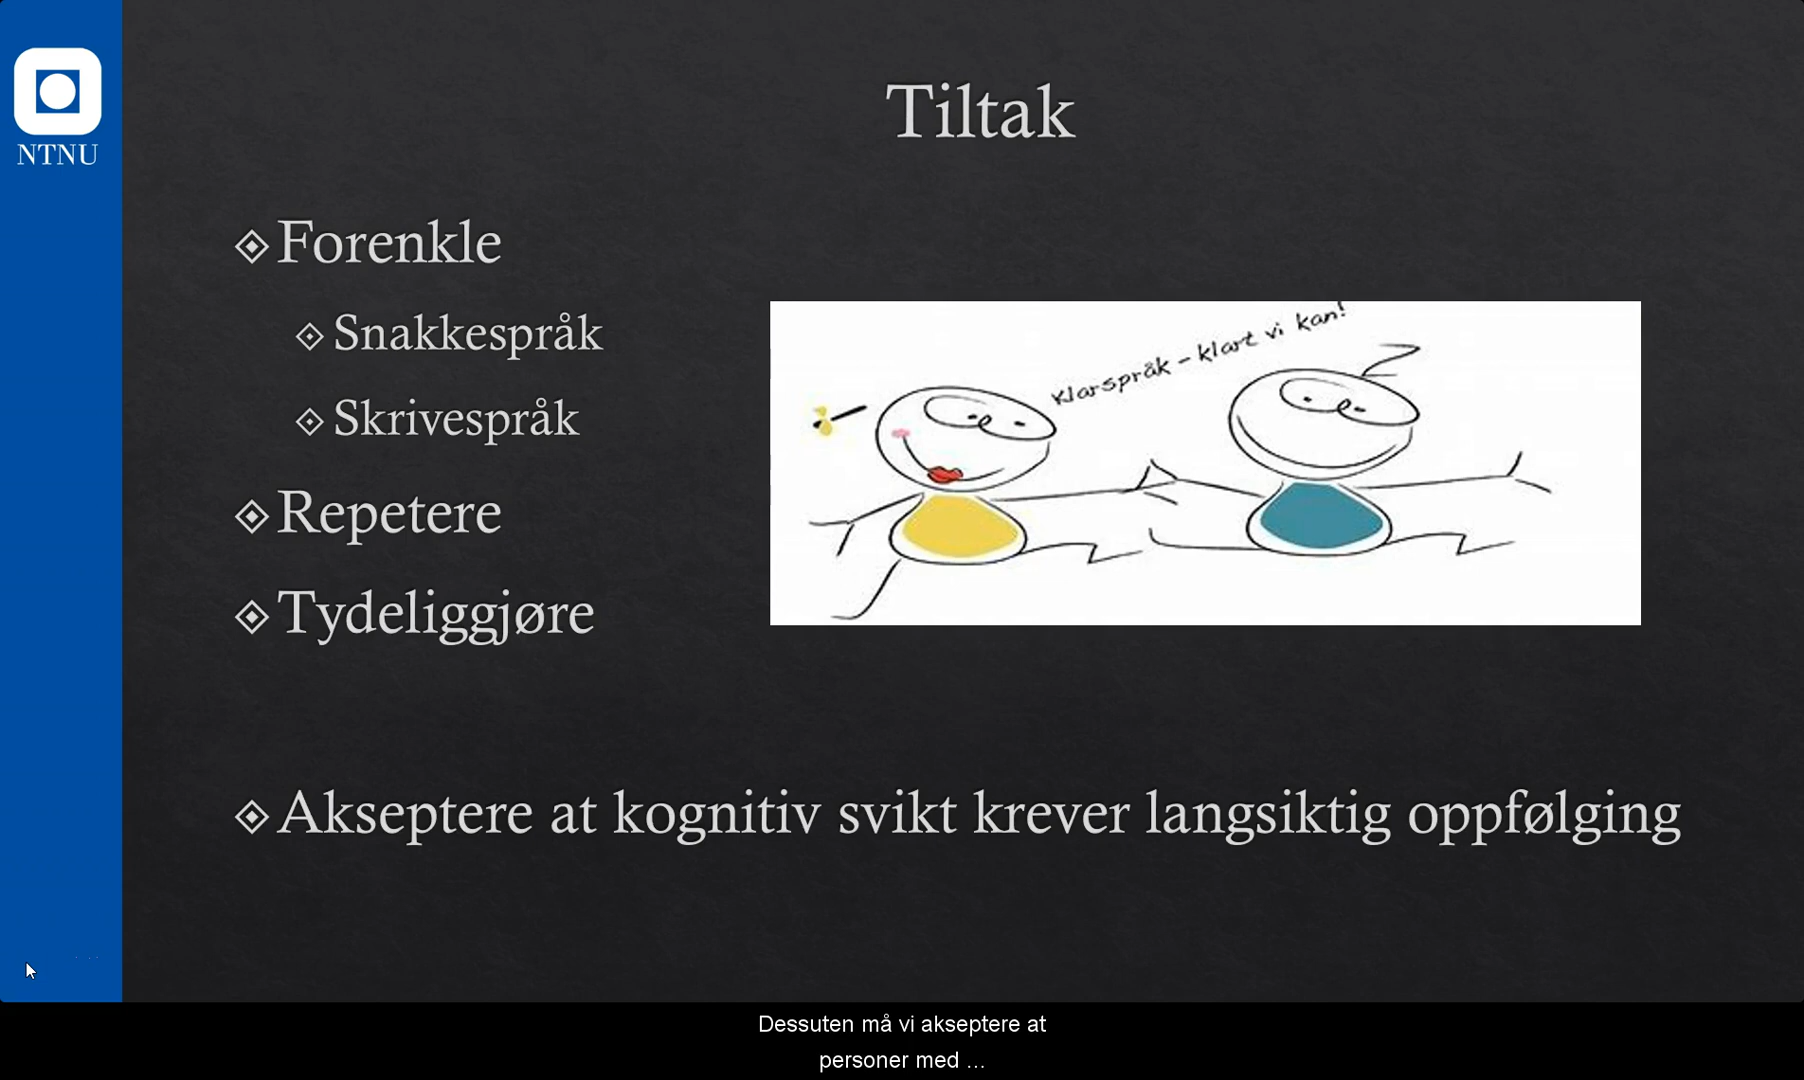 NTNU
Tiltak
Forenkle
Snakkespråk
Skrivespråk
Repetere
Tydeliggjøre
Klarspråk - klart vi kan!
Akseptere at kognitiv svikt krever langsiktig oppfølging
Dessuten må vi akseptere at
personer med ...